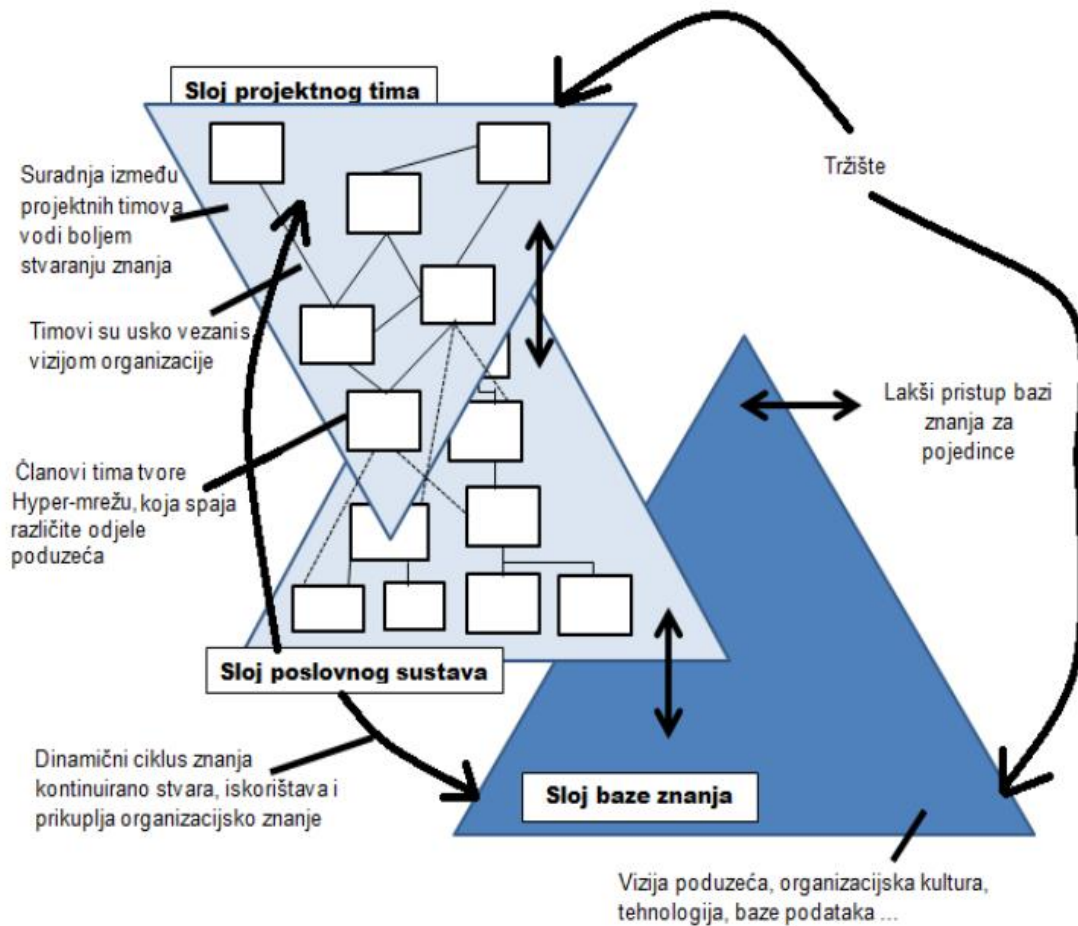 Sloj projektnog tima
Tržište
Suradnja između
projektnih timova
vodi boljem
stvaranju znanja
Timovi su usko vezanis
vizijom organizacije
Lakši pristup bazi
znanja za
pojedince
Članovi tima tvore
Hyper-mrežu, koja spaja
različite odjele
poduzeća
Sloj poslovnog sustava
Dinamični ciklus znanja
kontinuirano stvara, iskorištava i
prikuplja organizacijsko znanje
Sloj baze znanja
Vizija poduzeća, organizacijska kultura,
tehnologija, baze podataka ...